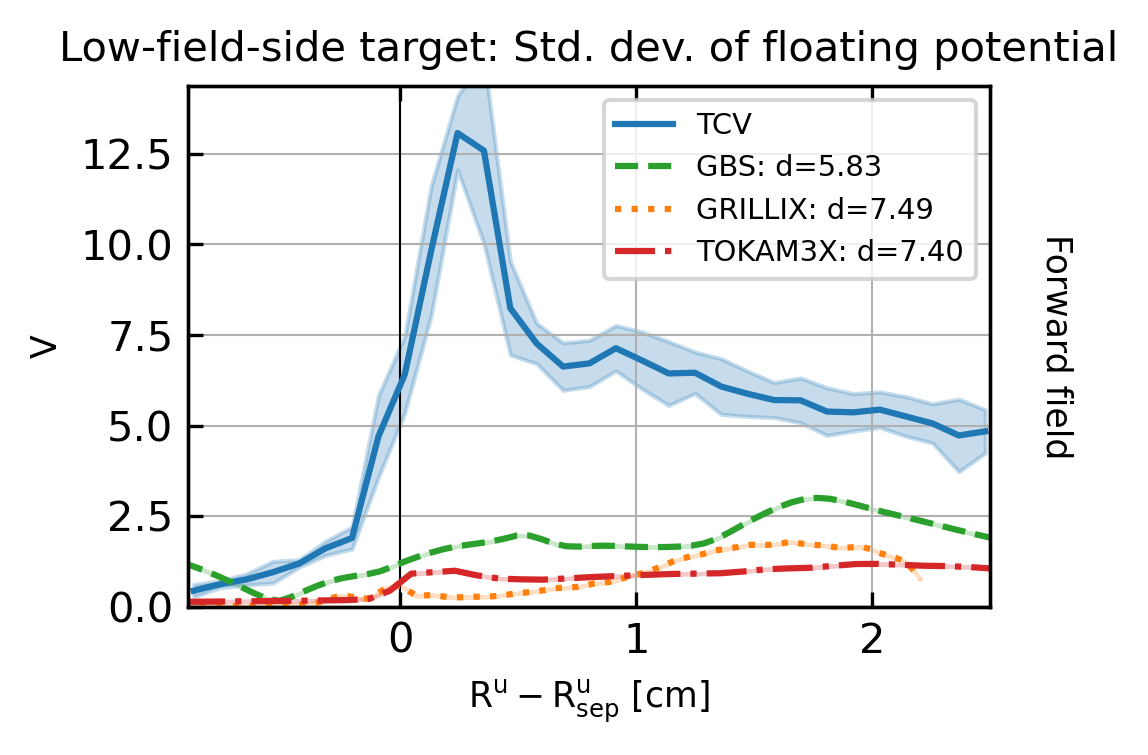 Low-field-side target: Std. dev. of floating potential
12.5
10.0
7.5
5.0
2.5
0.0
V
TCV
GBS: d=5.83
GRILLIX: d=7.49
TOKAM3X: d=7.40
Forward field
0 1 2
R^u − R^u_sep [cm]